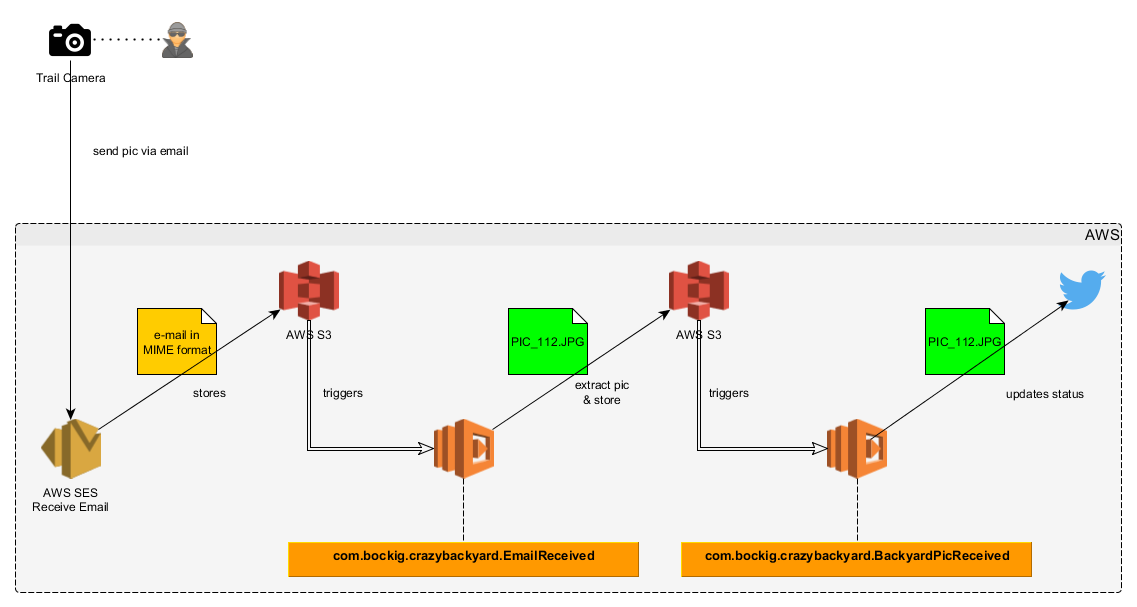 Trail Camera
send pic via email
AWS
e-mail in
MIME format
AWS S3
PIC_112.JPG
AWS S3
PIC_112.JPG
stores
triggers
extract pic
& store
triggers
updates status
AWS SES
Receive Email
com.bockig.crazybackyard.EmailReceived
com.bockig.crazybackyard.BackyardPicReceived